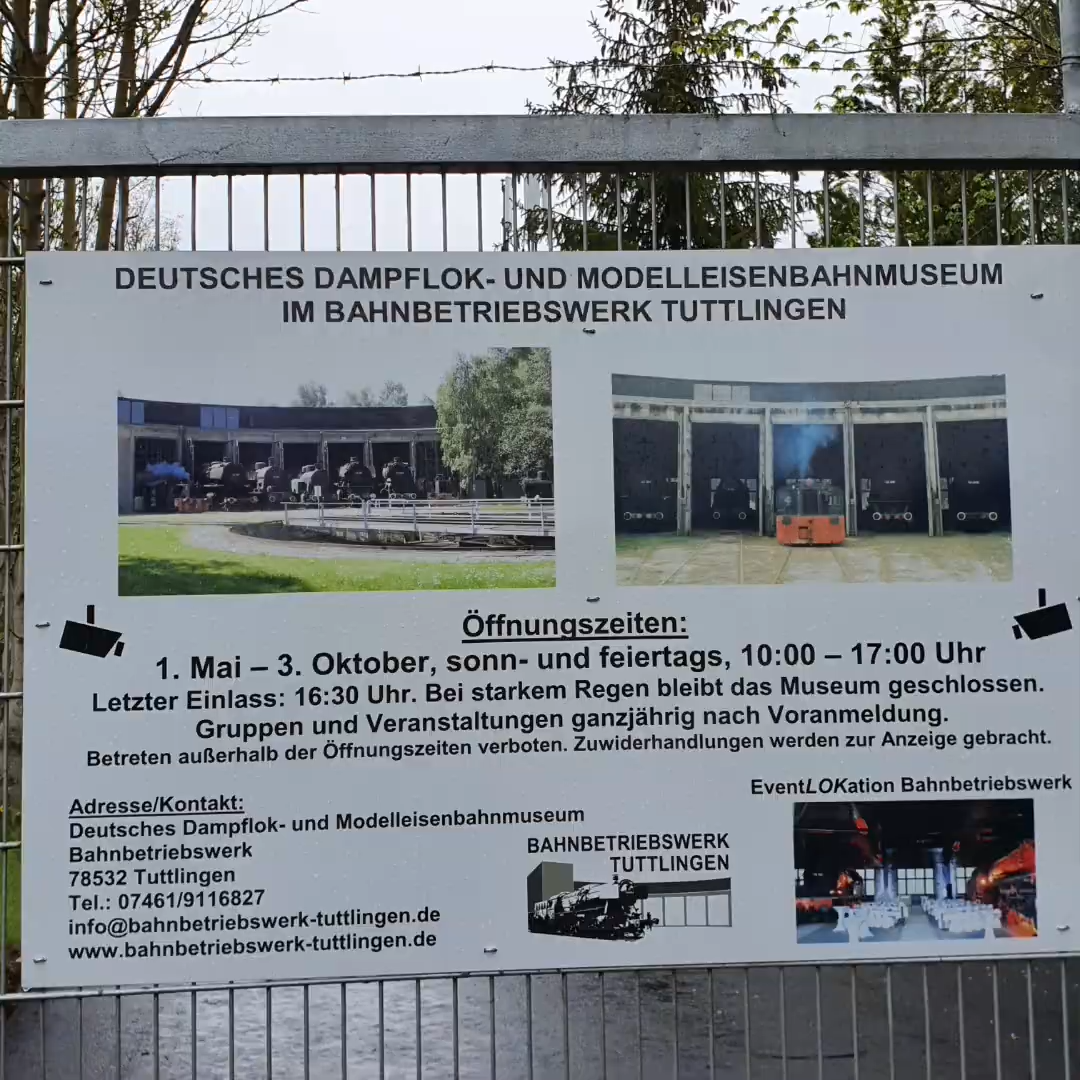 DEUTSCHES DAMPFLOK- UND MODELLEISENBAHNMUSEUM
IM BAHNBETRIEBSWERK TUTTLINGEN
Öffnungszeiten:
1. Mai – 3. Oktober, sonn- und feiertags, 10:00 – 17:00 Uhr
Letzter Einlass: 16:30 Uhr. Bei starkem Regen bleibt das Museum geschlossen.
Gruppen und Veranstaltungen ganzjährig nach Voranmeldung.
Betreten außerhalb der Öffnungszeiten verboten. Zuwiderhandlungen werden zur Anzeige gebracht.
Adresse/Kontakt:
Deutsches Dampflok- und Modelleisenbahnmuseum
Bahnbetriebswerk
78532 Tuttlingen
Tel.: 07461/9116827
info@bahnbetriebswerk-tuttlingen.de
www.bahnbetriebswerk-tuttlingen.de
BAHNBETRIEBSWERK
TUTTLINGEN
EventLOKation Bahnbetriebswerk